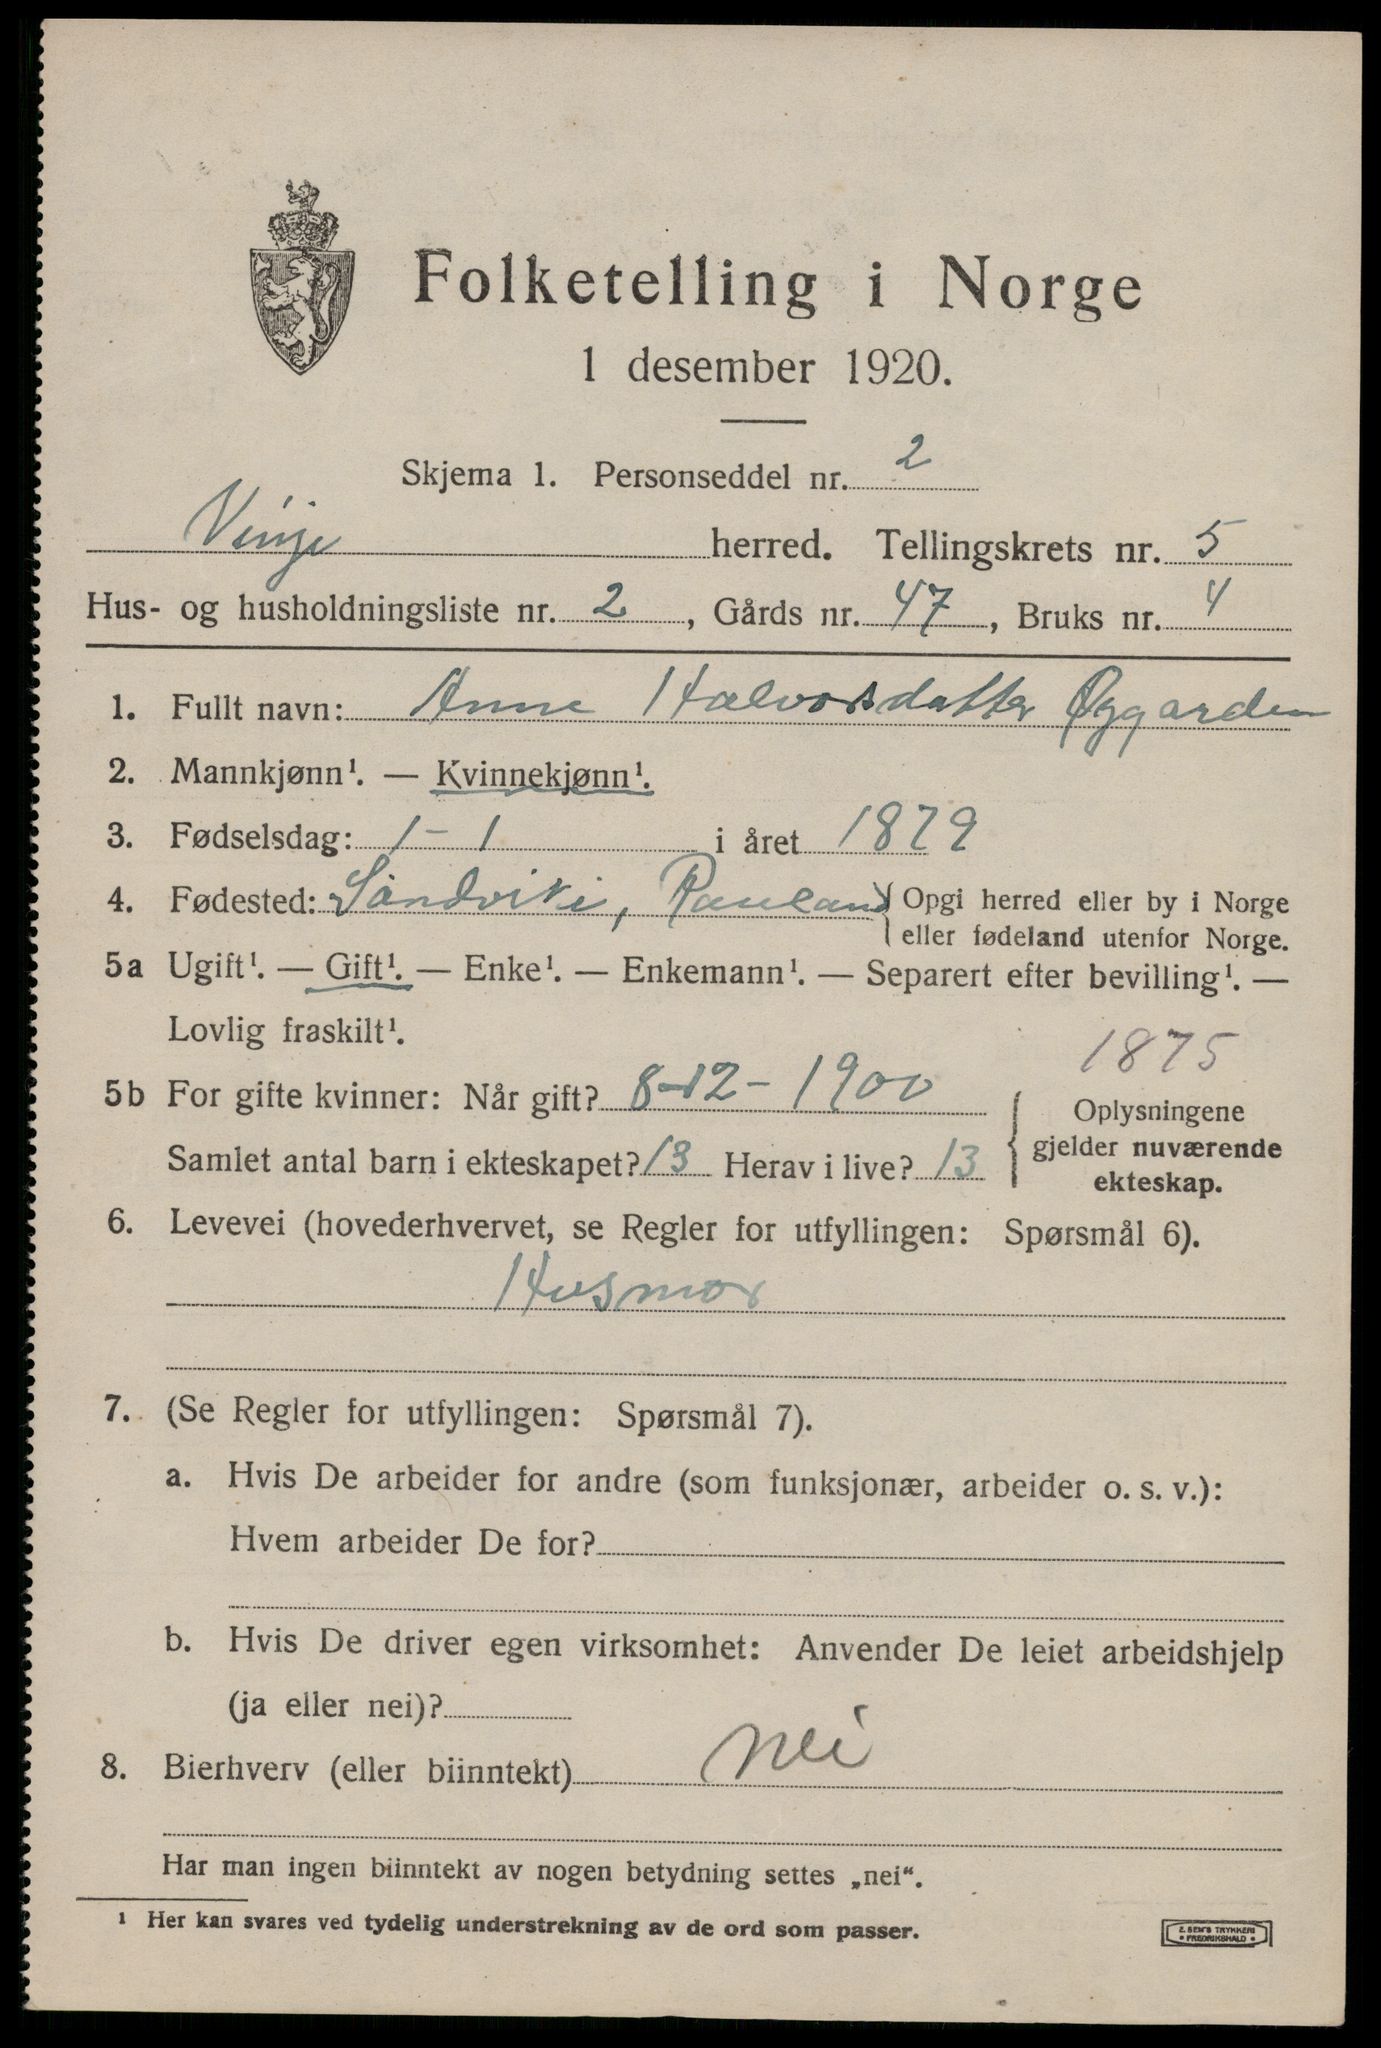 Folketelling i Norge
1 desember 1920.
Skjema 1. Personseddel nr. 2
Vinje herred. Tellingskrets nr. 5
Hus- og husholdningsliste nr. 2, Gårds nr. 47, Bruks nr. 4
1. Fullt navn: Anne Halvorsdatter Øygarden
2. Mannkjønn¹. — Kvinnekjønn¹.
3. Fødselsdag: 1-1 i året 1879
4. Fødested: Sandviki, Rauland { Opgi herred eller by i Norge
eller fødeland utenfor Norge.
5a Ugift¹. — Gift¹. — Enke¹. — Enkemann¹. — Separert efter bevilling¹. —
Lovlig fraskilt¹.
1875
5b For gifte kvinner: Når gift? 8-12-1900
Samlet antal barn i ekteskapet? 13 Herav i live? 13
Oplysningene
gjelder nuværende
ekteskap.
6. Levevei (hovederhvervet, se Regler for utfyllingen: Spørsmål 6).
Husmor
7. (Se Regler for utfyllingen: Spørsmål 7).
a. Hvis De arbeider for andre (som funksjonær, arbeider o. s. v.):
Hvem arbeider De for?
b. Hvis De driver egen virksomhet: Anvender De leiet arbeidshjelp
(ja eller nei)?
8. Bierhverv (eller biinntekt) Nei
Har man ingen biinntekt av nogen betydning settes „nei“.
¹ Her kan svares ved tydelig understrekning av de ord som passer.
E. SEM'S TRYKKERI
• FREDRIKSHALD •